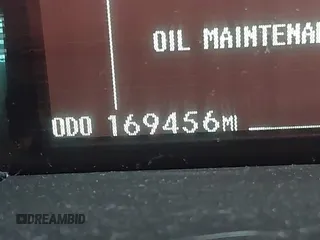 OIL MAINTENA
ODO 169456MI
DREAMBID